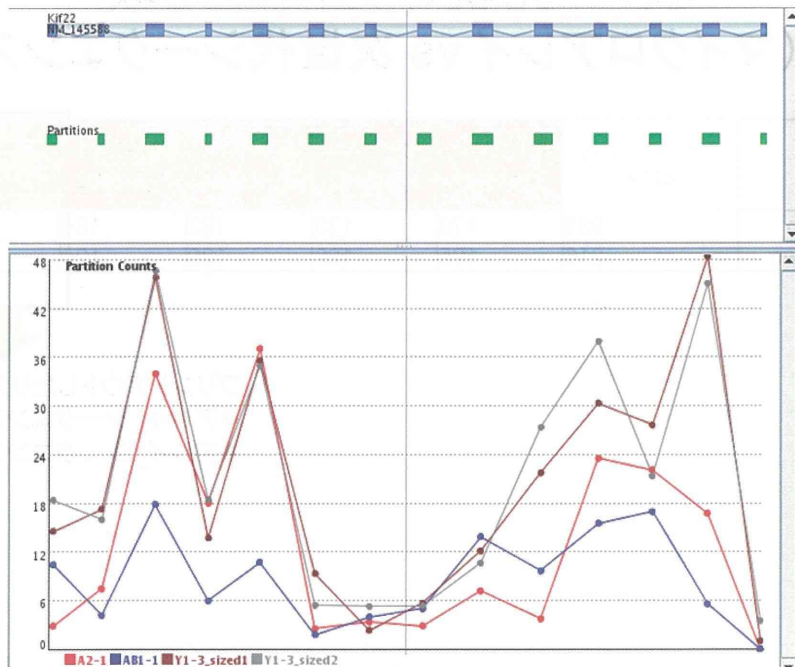 Kif22
NM_145588
Partitions
Partition Counts
48
42
36
30
24
18
12
6
0
A2-1 AB1-1 Y1-3_sized1 Y1-3_sized2